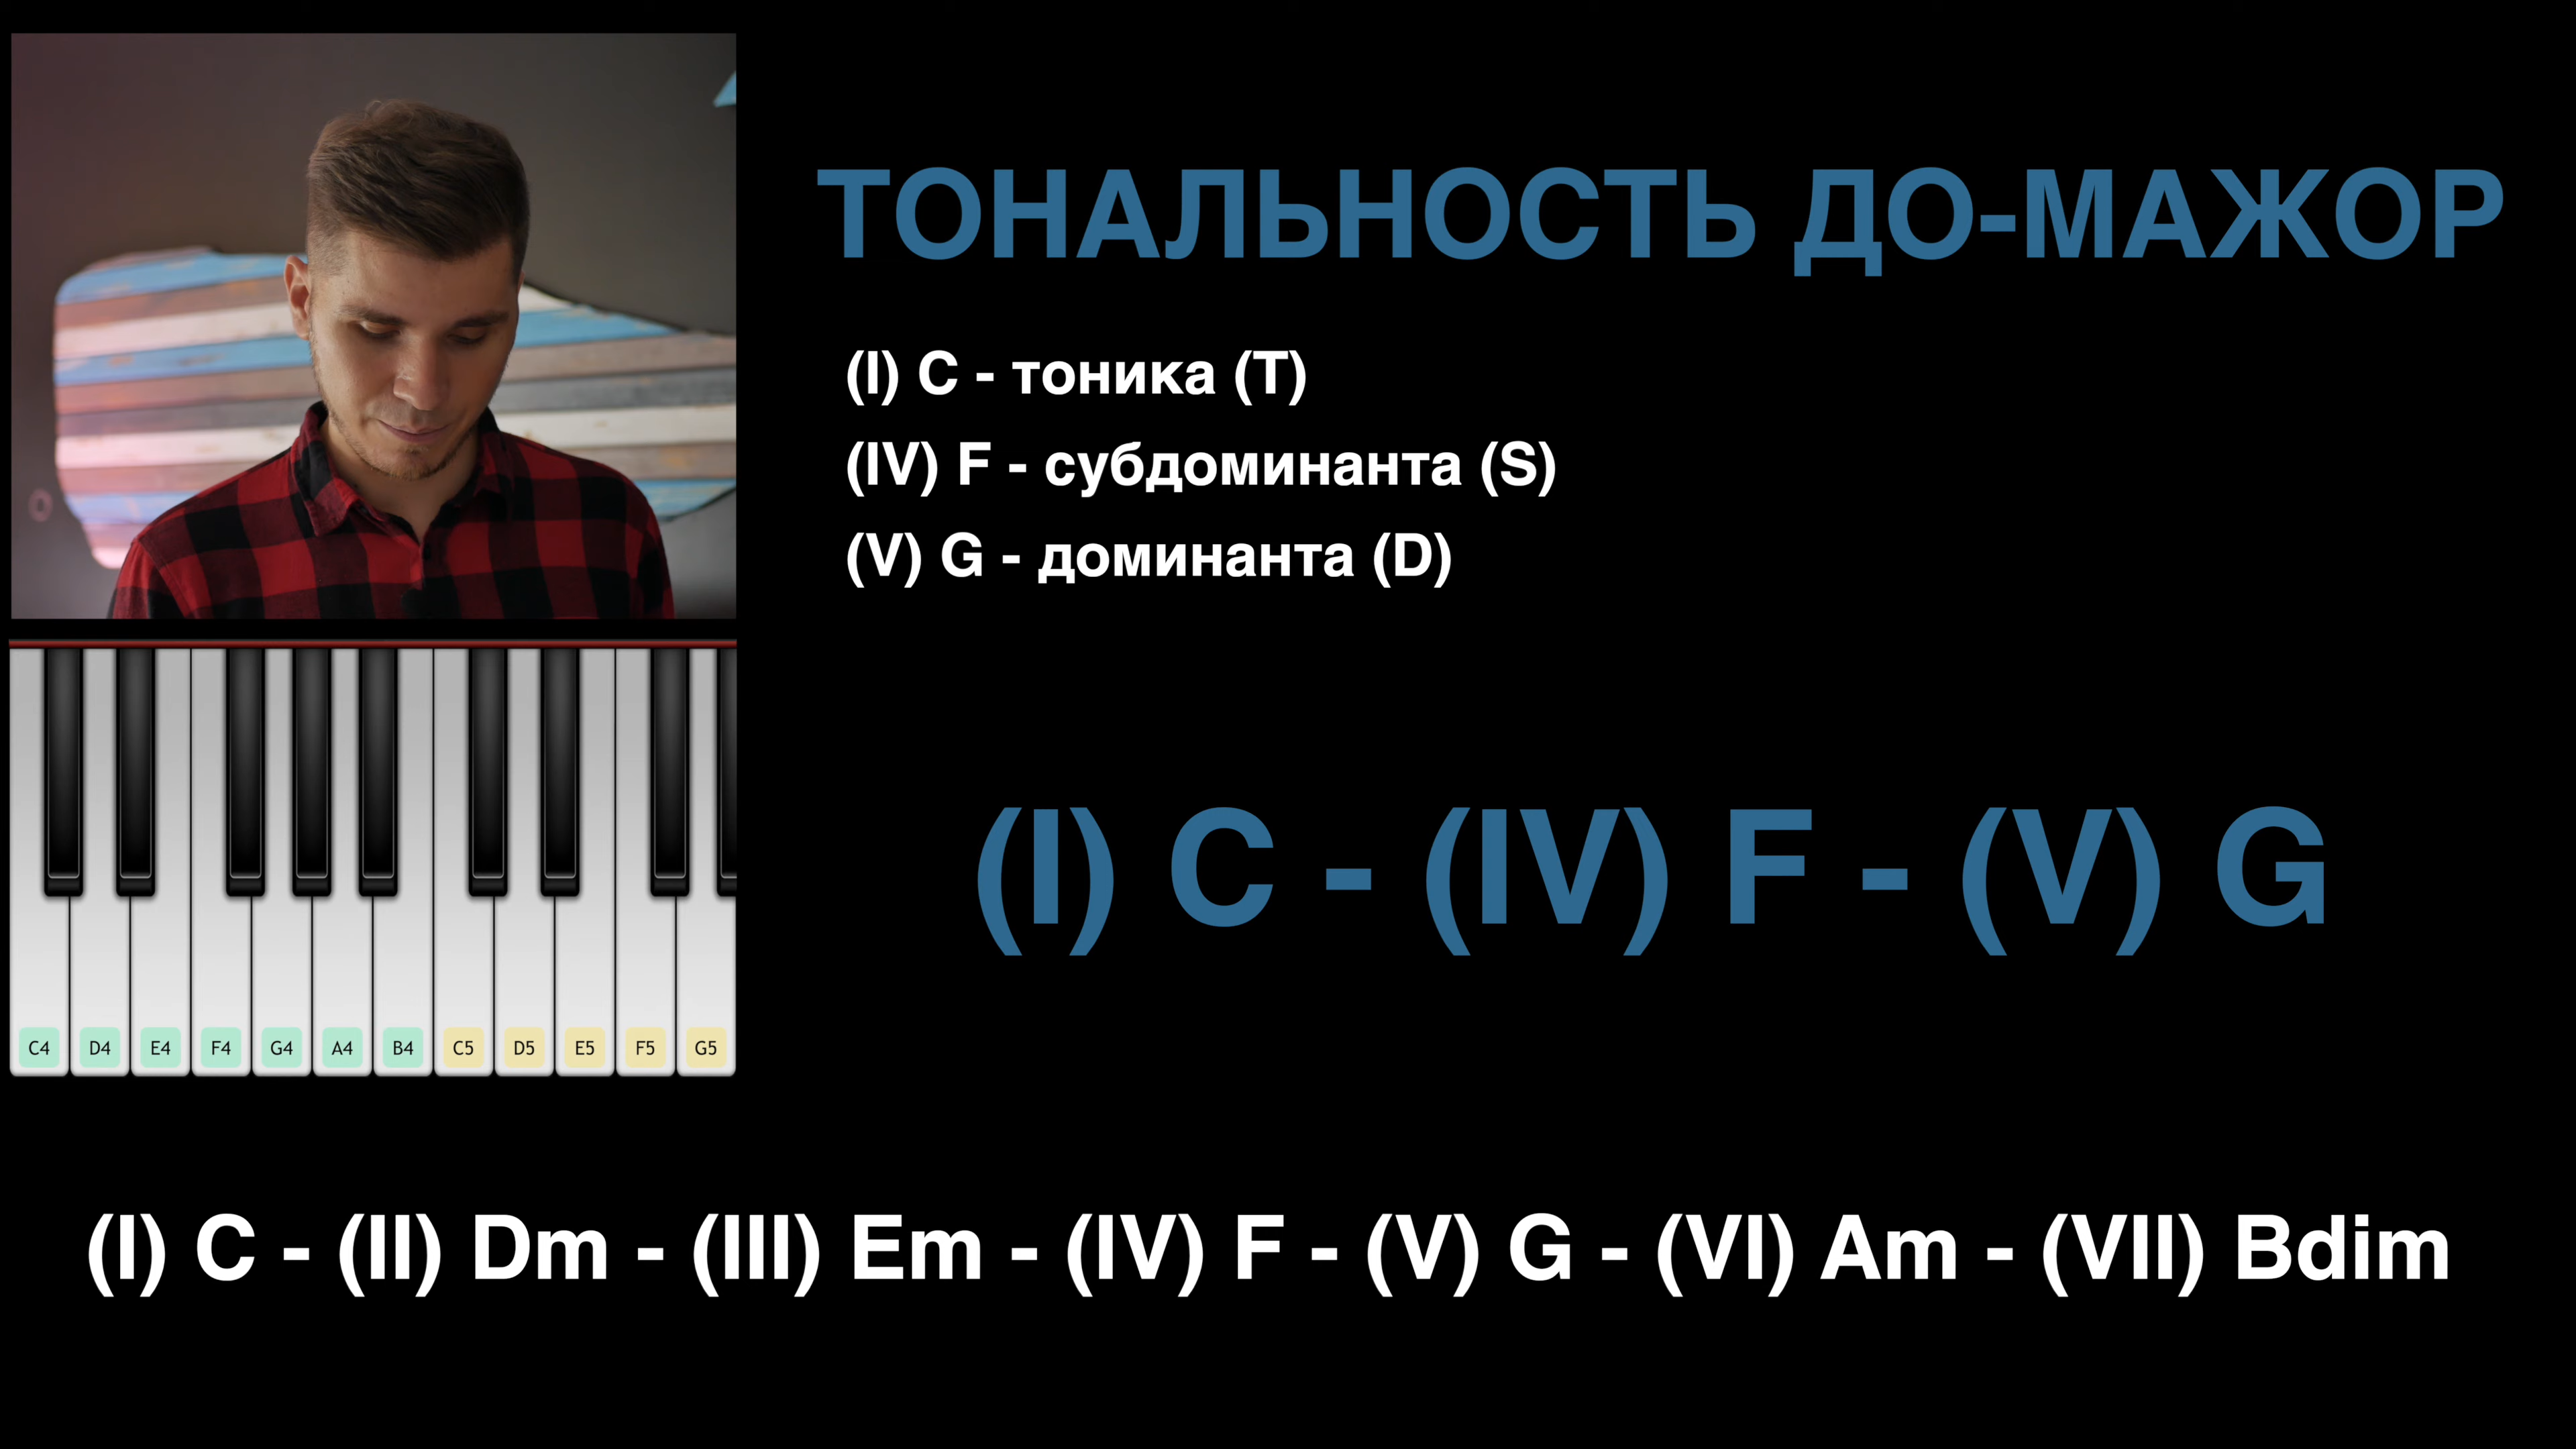 ТОНАЛЬНОСТЬ ДО-МАЖОР
(I) C - тоника (T)
(IV) F - субдоминанта (S)
(V) G - доминанта (D)
(I) C - (IV) F - (V) G
C4 D4 E4 F4 G4 A4 B4 C5 D5 E5 F5 G5
(I) C - (II) Dm - (III) Em - (IV) F - (V) G - (VI) Am - (VII) Bdim